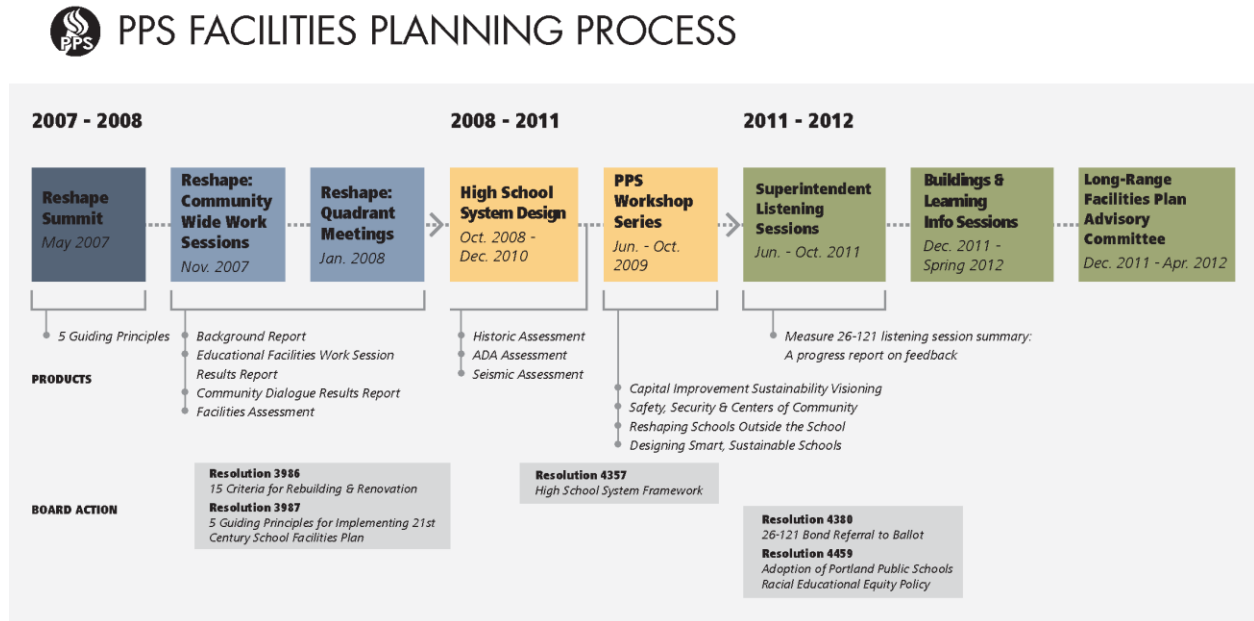 PPS
PPS FACILITIES PLANNING PROCESS
2007 - 2008
2008 - 2011
2011 - 2012
Reshape
Summit
May 2007
Reshape:
Community
Wide Work
Sessions
Nov. 2007
Reshape:
Quadrant
Meetings
Jan. 2008
High School
System Design
Oct. 2008 -
Dec. 2010
PPS
Workshop
Series
Jun. - Oct.
2009
Superintendent
Listening
Sessions
Jun. - Oct. 2011
Buildings &
Learning
Info Sessions
Dec. 2011 -
Spring 2012
Long-Range
Facilities Plan
Advisory
Committee
Dec. 2011 - Apr. 2012
PRODUCTS
5 Guiding Principles
Background Report
Educational Facilities Work Session
Results Report
Community Dialogue Results Report
Facilities Assessment
Historic Assessment
ADA Assessment
Seismic Assessment
Capital Improvement Sustainability Visioning
Safety, Security & Centers of Community
Reshaping Schools Outside the School
Designing Smart, Sustainable Schools
Measure 26-121 listening session summary:
A progress report on feedback
BOARD ACTION
Resolution 3986
15 Criteria for Rebuilding & Renovation
Resolution 3987
5 Guiding Principles for Implementing 21st
Century School Facilities Plan
Resolution 4357
High School System Framework
Resolution 4380
26-121 Bond Referral to Ballot
Resolution 4459
Adoption of Portland Public Schools
Racial Educational Equity Policy